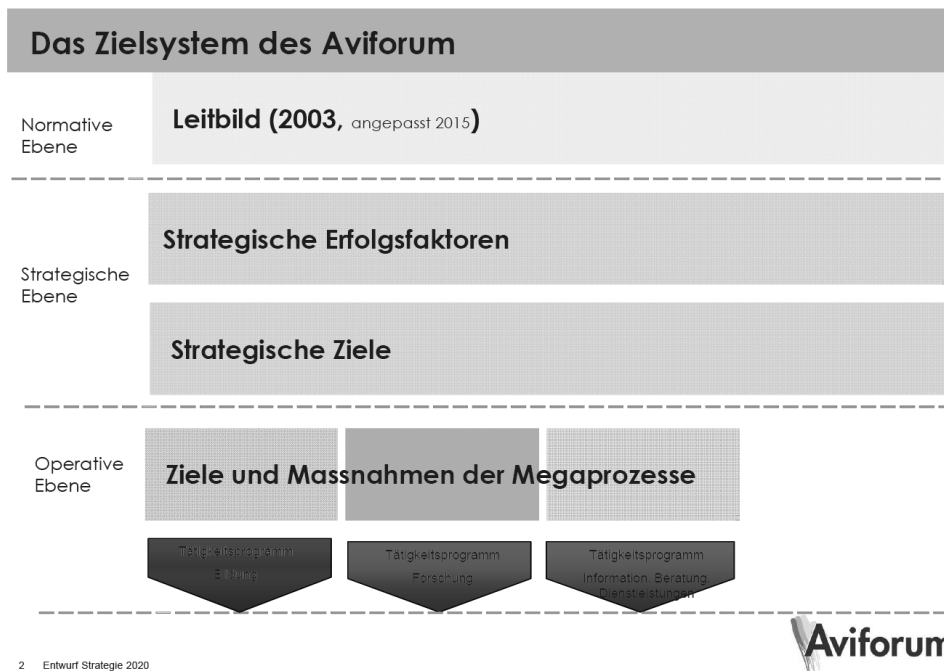 Das Zielsystem des Aviforum
Normative
Ebene
Leitbild (2003, angepasst 2015)
Strategische
Ebene
Strategische Erfolgsfaktoren
Strategische Ziele
Operative
Ebene
Ziele und Massnahmen der Megaprozesse
Tätigkeitsprogramm
Bildung
Tätigkeitsprogramm
Forschung
Tätigkeitsprogramm
Information, Beratung,
Dienstleistungen
Aviforum
2 Entwurf Strategie 2020